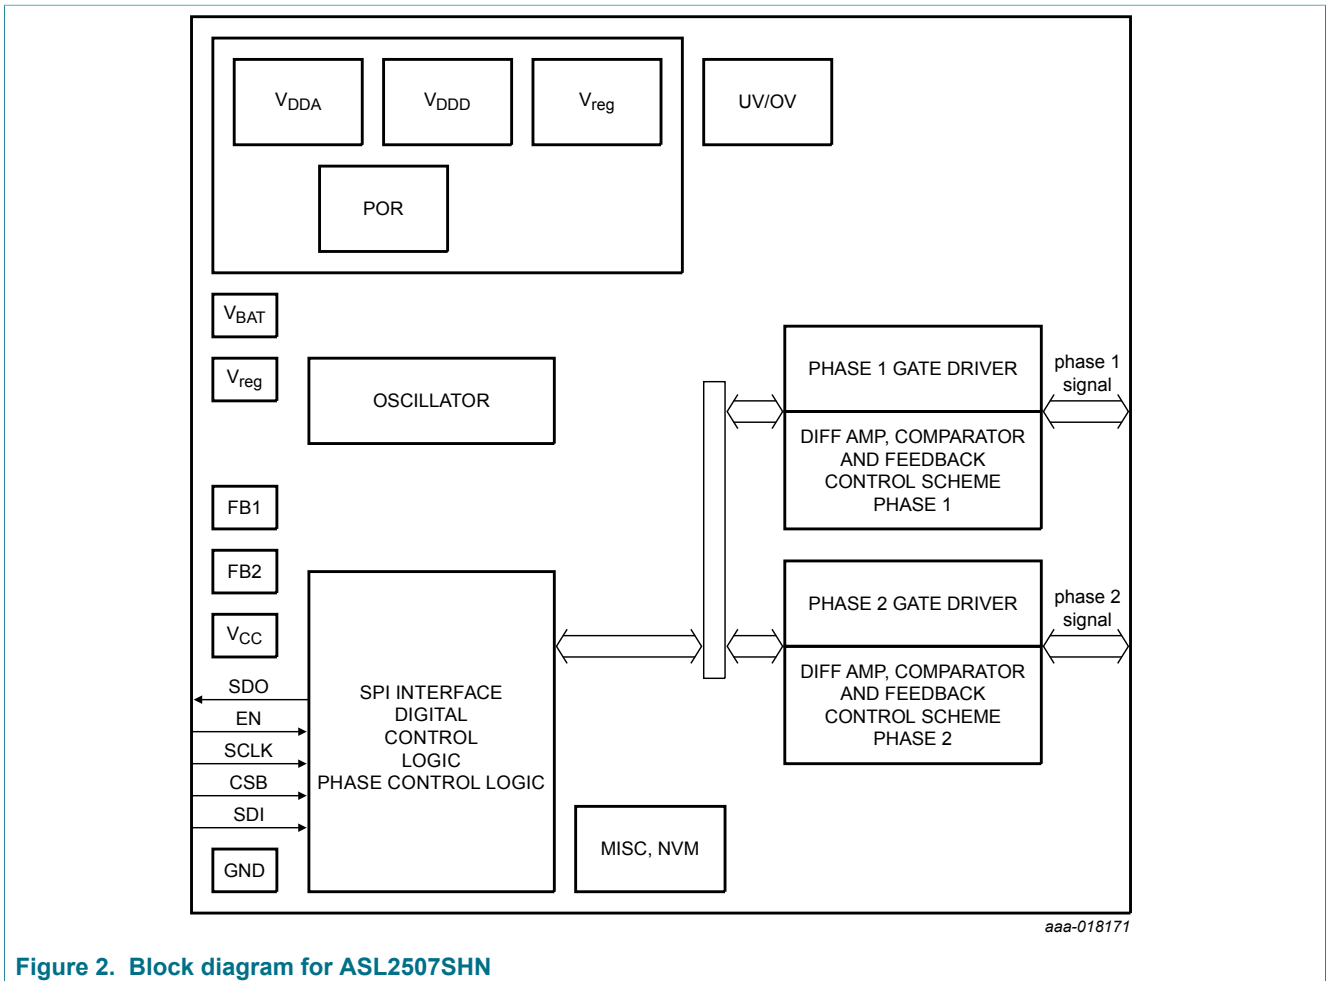 VDDA
VDDD
Vreg
UV/OV
POR
VBAT
Vreg
OSCILLATOR
FB1
FB2
VCC
SDO
EN
SCLK
CSB
SDI
GND
SPI INTERFACE
DIGITAL
CONTROL
LOGIC
PHASE CONTROL LOGIC
MISC, NVM
PHASE 1 GATE DRIVER
DIFF AMP, COMPARATOR
AND FEEDBACK
CONTROL SCHEME
PHASE 1
phase 1
signal
PHASE 2 GATE DRIVER
DIFF AMP, COMPARATOR
AND FEEDBACK
CONTROL SCHEME
PHASE 2
phase 2
signal
aaa-018171
Figure 2. Block diagram for ASL2507SHN